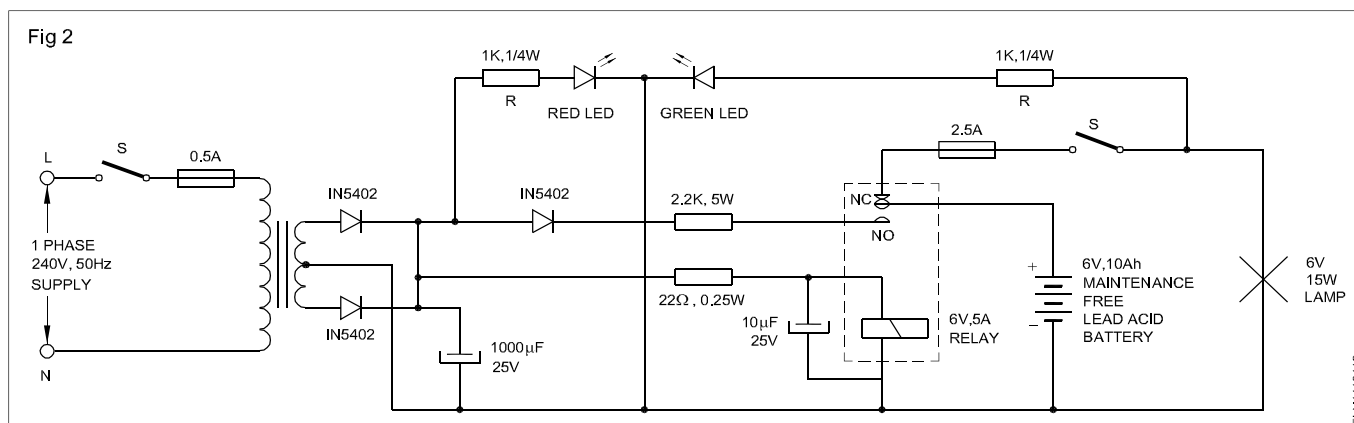 Fig 2
1K,1/4W
R
RED LED
GREEN LED
1K,1/4W
R
L
S
0.5A
2.5A
S
IN5402
IN5402
2.2K, 5W
NC
NO
1 PHASE
240V, 50Hz
SUPPLY
IN5402
22Ω, 0.25W
10µF
25V
6V,5A
RELAY
+
−
6V,10Ah
MAINTENANCE
FREE
LEAD ACID
BATTERY
6V
15W
LAMP
1000µF
25V
N